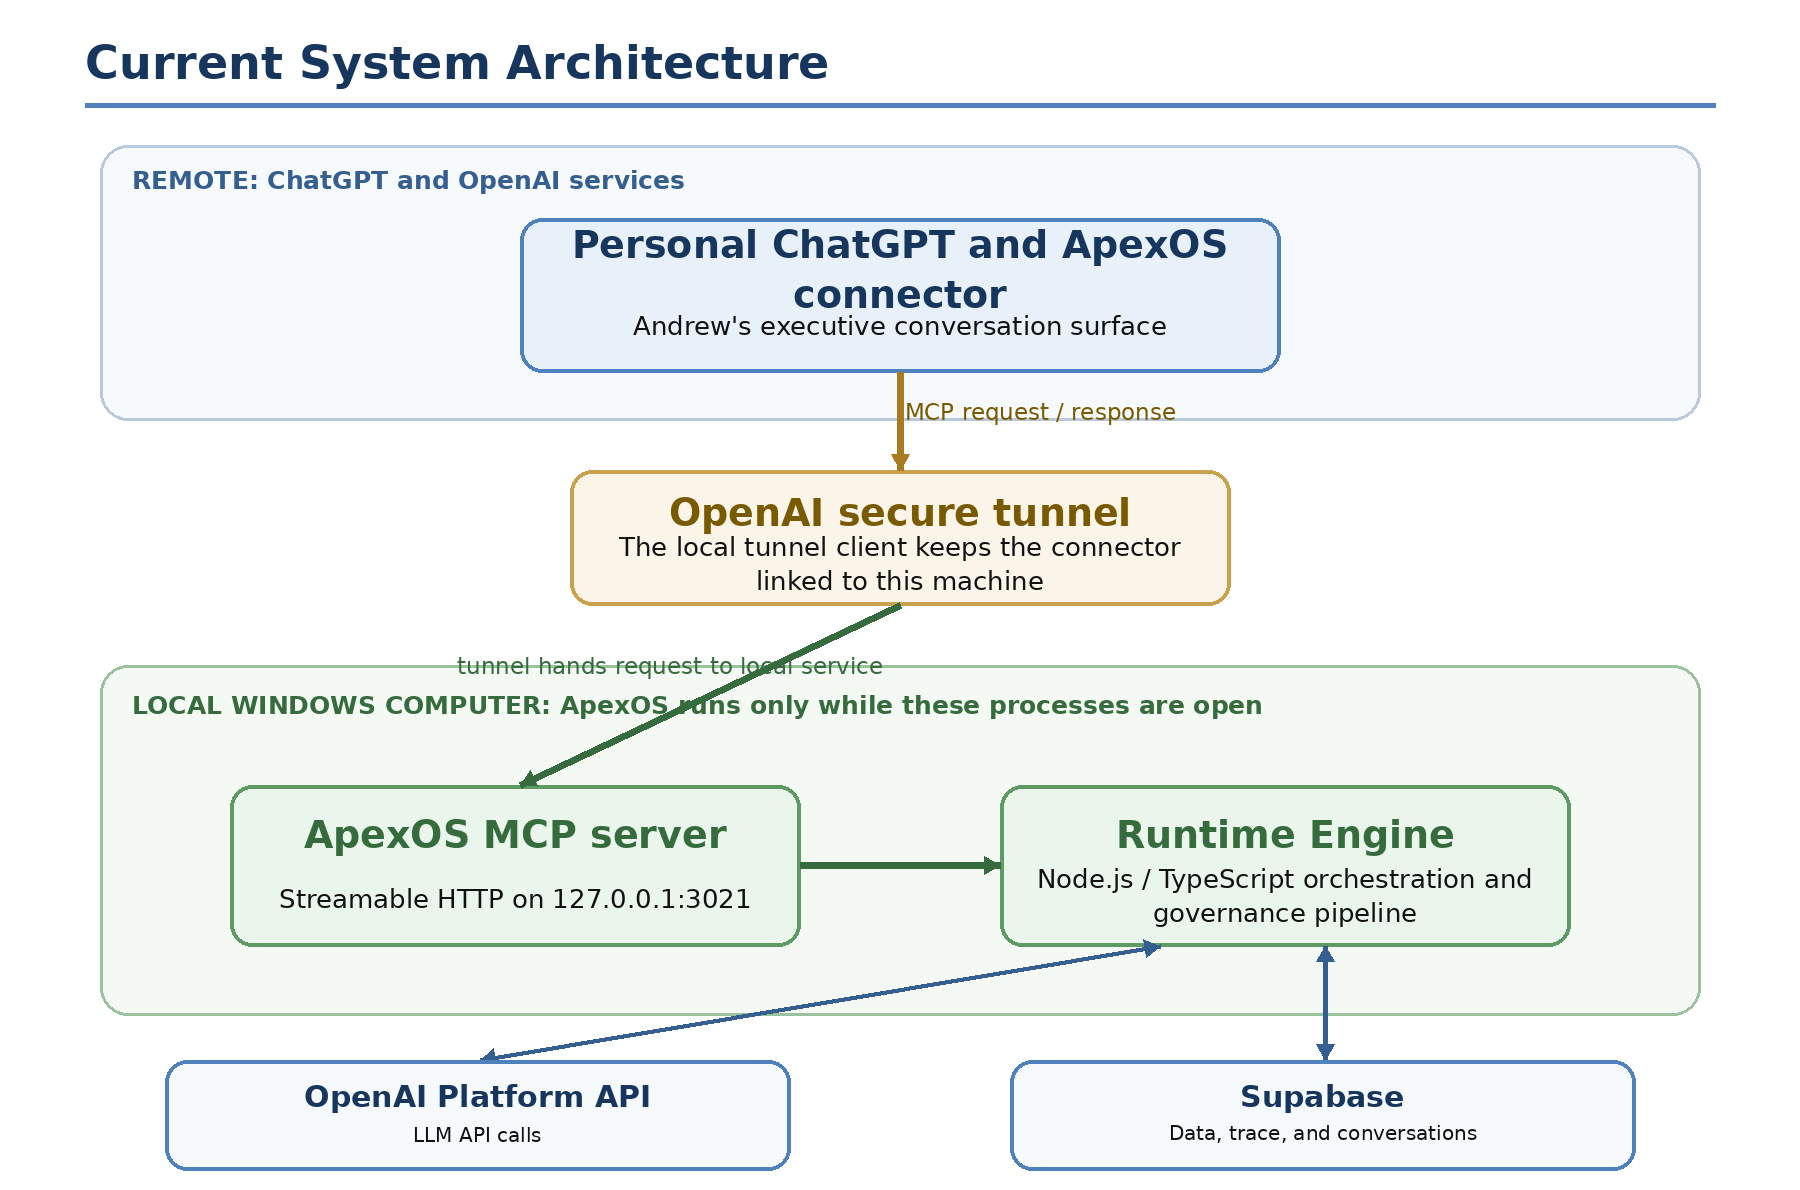 Current System Architecture
REMOTE: ChatGPT and OpenAI services
Personal ChatGPT and ApexOS
connector
Andrew's executive conversation surface
MCP request / response
OpenAI secure tunnel
The local tunnel client keeps the connector
linked to this machine
tunnel hands request to local service
LOCAL WINDOWS COMPUTER: ApexOS runs only while these processes are open
ApexOS MCP server
Streamable HTTP on 127.0.0.1:3021
Runtime Engine
Node.js / TypeScript orchestration and
governance pipeline
OpenAI Platform API
LLM API calls
Supabase
Data, trace, and conversations